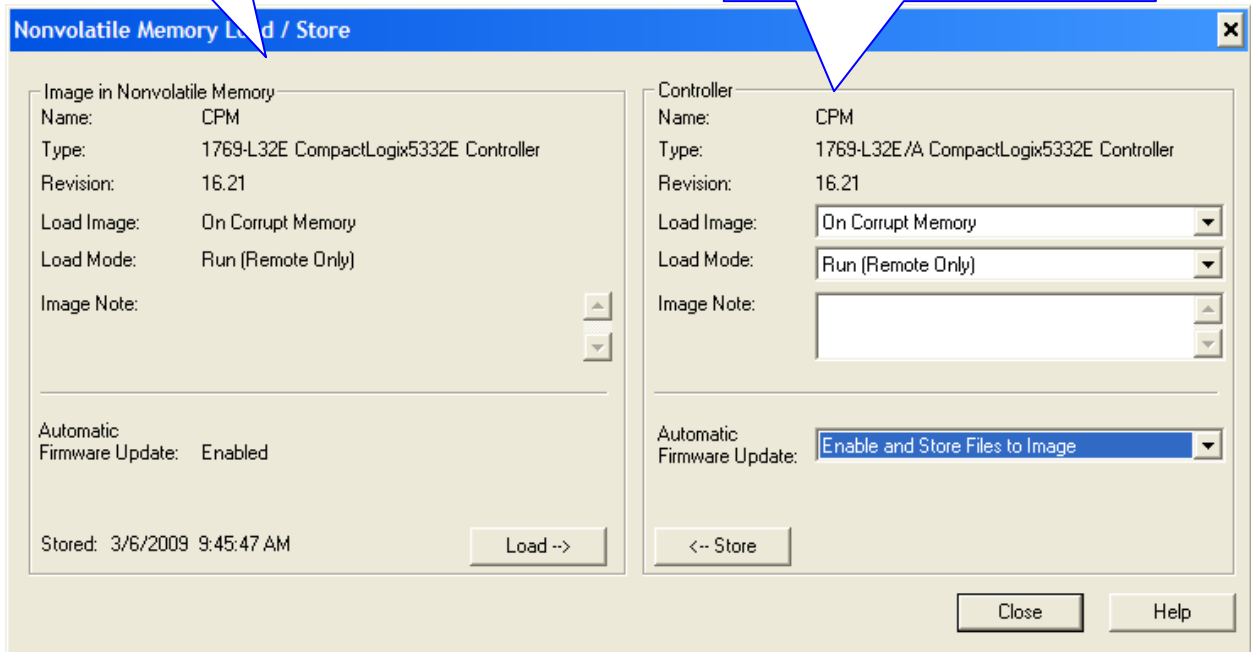 Nonvolatile Memory Load / Store
Image in Nonvolatile Memory
Name: CPM
Type: 1769-L32E CompactLogix5332E Controller
Revision: 16.21
Load Image: On Corrupt Memory
Load Mode: Run (Remote Only)
Image Note:
Automatic
Firmware Update: Enabled
Stored: 3/6/2009 9:45:47 AM
Load -->
Controller
Name: CPM
Type: 1769-L32E/A CompactLogix5332E Controller
Revision: 16.21
Load Image: On Corrupt Memory
Load Mode: Run (Remote Only)
Image Note:
Automatic
Firmware Update: Enable and Store Files to Image
<-- Store
Close
Help